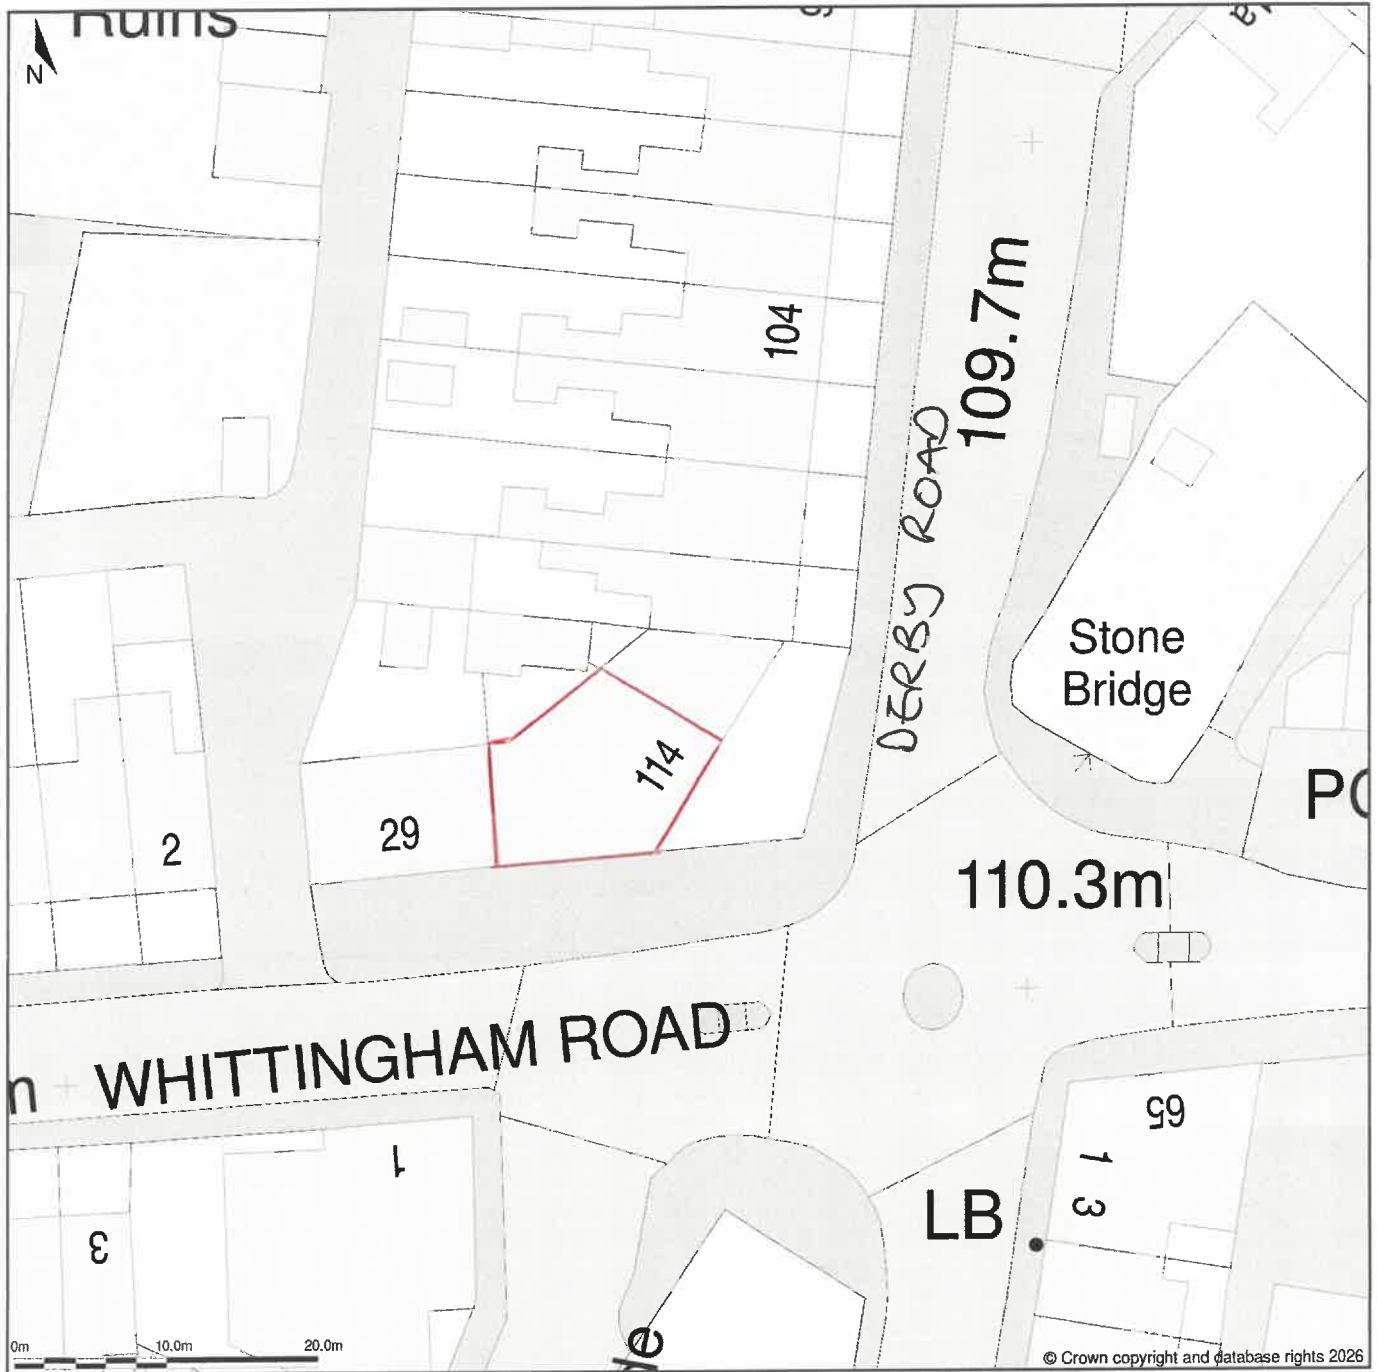 Ruins
N
104
109.7m
DERBY ROAD
Stone
Bridge
114
29
2
110.3m
WHITTINGHAM ROAD
65
1
1
3
LB
3
0m 10.0m 20.0m
© Crown copyright and database rights 2026